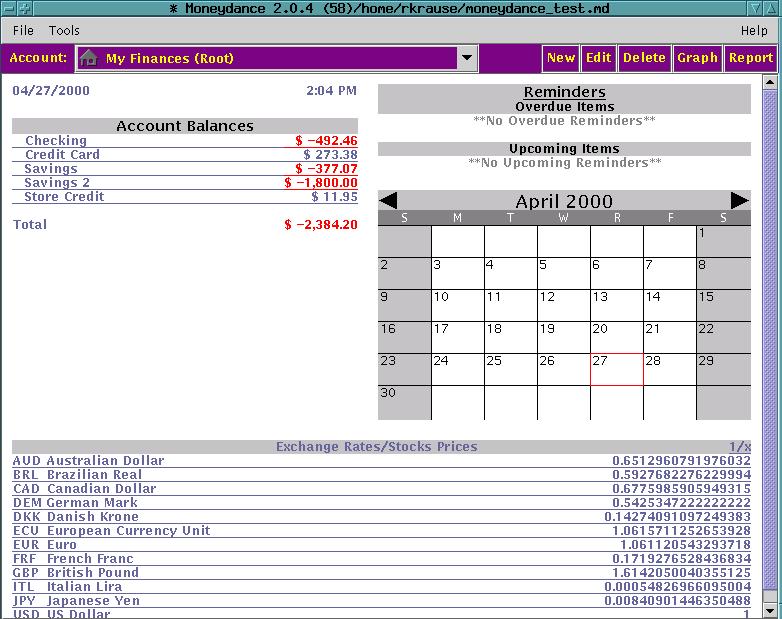 * Moneydance 2.0.4 (58)/home/rkrause/moneydance_test.md
File Tools Help
Account: My Finances (Root) New Edit Delete Graph Report
04/27/2000 2:04 PM
Account Balances
Checking $ −492.46
Credit Card $ 273.38
Savings $ −377.07
Savings 2 $ −1,800.00
Store Credit $ 11.95
Total $ −2,384.20
Reminders
Overdue Items
**No Overdue Reminders**
Upcoming Items
**No Upcoming Reminders**
April 2000
S M T W R F S
1
2 3 4 5 6 7 8
9 10 11 12 13 14 15
16 17 18 19 20 21 22
23 24 25 26 27 28 29
30
Exchange Rates/Stocks Prices 1/x
AUD Australian Dollar 0.6512960791976032
BRL Brazilian Real 0.5927682276229994
CAD Canadian Dollar 0.6775985905949315
DEM German Mark 0.5425347222222222
DKK Danish Krone 0.14274091097249383
ECU European Currency Unit 1.0615711252653928
EUR Euro 1.061120543293718
FRF French Franc 0.1719276528436834
GBP British Pound 1.6142050040355125
ITL Italian Lira 0.00054826966095004
JPY Japanese Yen 0.00840901446350488
USD US Dollar 1